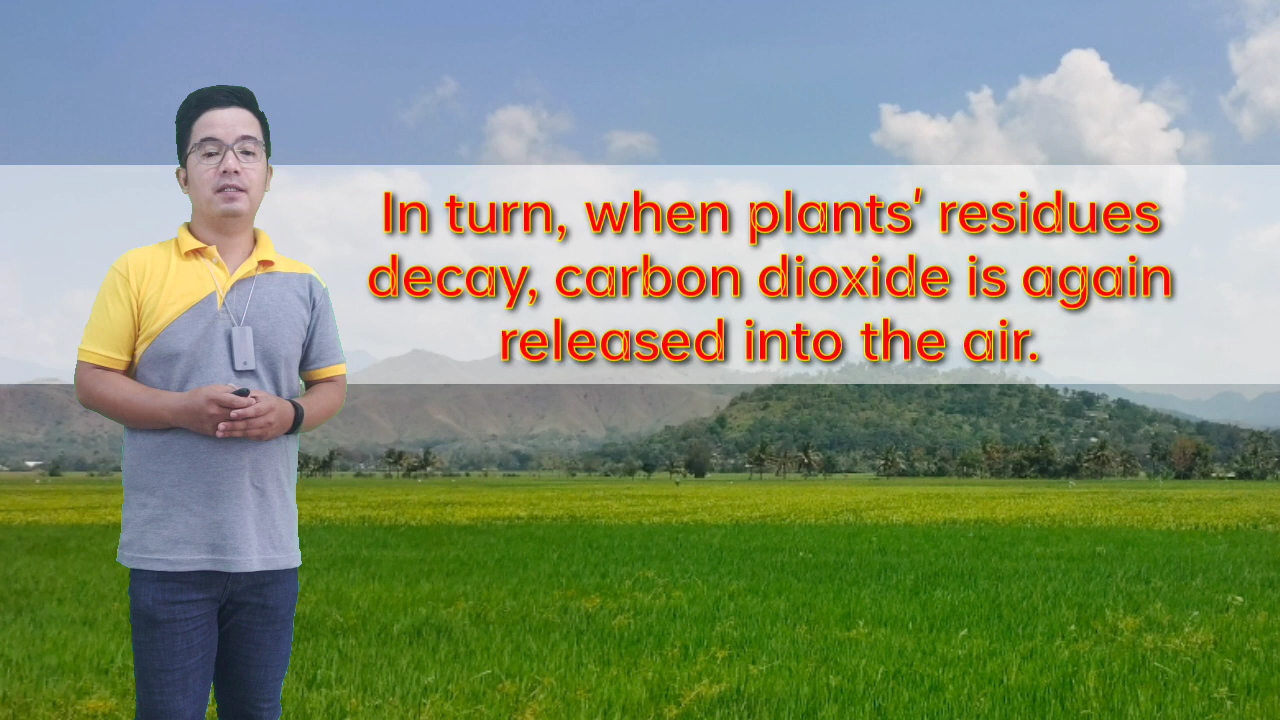 In turn, when plants' residues
decay, carbon dioxide is again
released into the air.